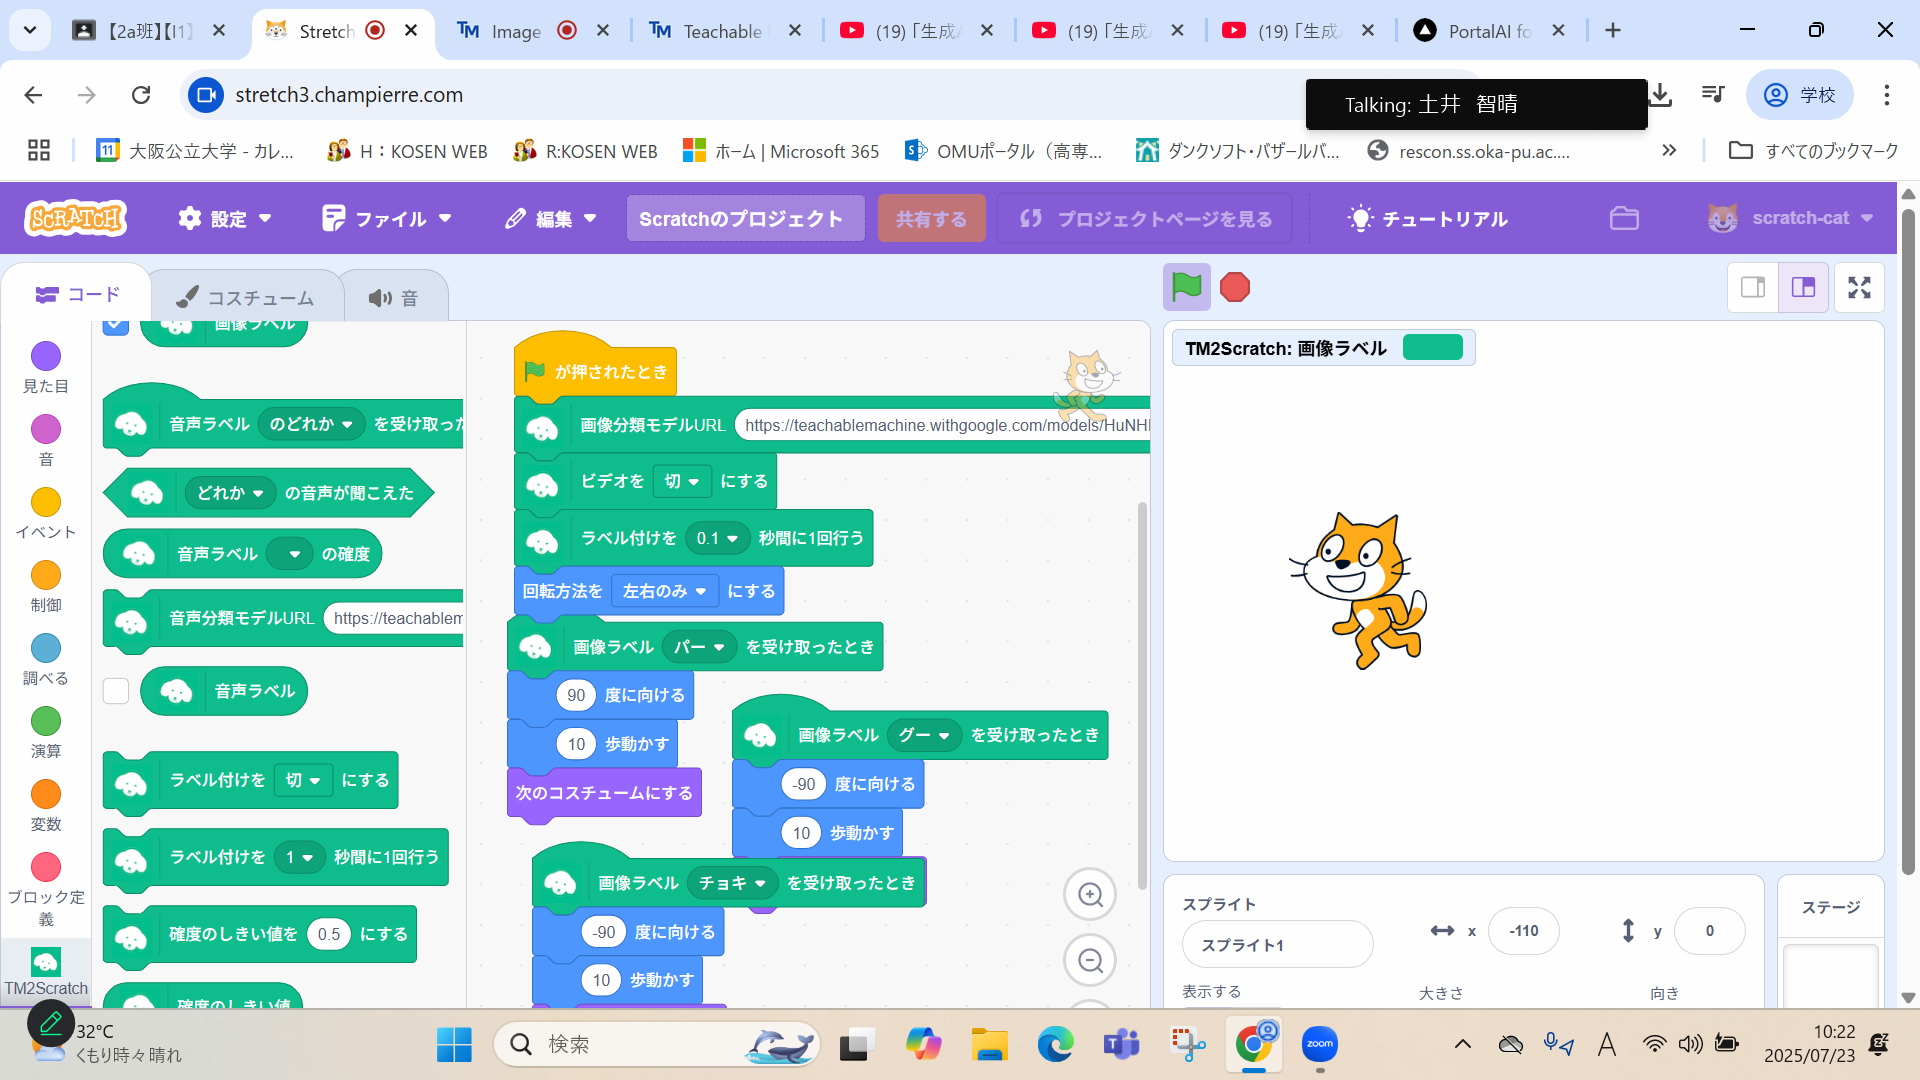 【2a班】【I1】
Stretch
Image
Teachable
(19) 「生成A
(19) 「生成A
(19) 「生成A
PortalAI fo
stretch3.champierre.com
Talking: 土井 智晴
学校
11
大阪公立大学 - カレ...
H：KOSEN WEB
R:KOSEN WEB
ホーム | Microsoft 365
OMUポータル（高専...
ダンクソフト・バザールバ...
rescon.ss.oka-pu.ac....
すべてのブックマーク
SCRATCH
設定
ファイル
編集
Scratchのプロジェクト
共有する
プロジェクトページを見る
チュートリアル
scratch-cat
コード
コスチューム
音
見た目
音
イベント
制御
調べる
演算
変数
ブロック定義
TM2Scratch
画像ラベル
音声ラベル のどれか を受け取った
どれか の音声が聞こえた
音声ラベル の確度
音声分類モデルURL https://teachablem
音声ラベル
ラベル付けを 切 にする
ラベル付けを 1 秒間に1回行う
確度のしきい値を 0.5 にする
確度のしきい値
が押されたとき
画像分類モデルURL https://teachablemachine.withgoogle.com/models/HuNH
ビデオを 切 にする
ラベル付けを 0.1 秒間に1回行う
回転方法を 左右のみ にする
画像ラベル パー を受け取ったとき
90 度に向ける
10 歩動かす
次のコスチュームにする
画像ラベル グー を受け取ったとき
-90 度に向ける
10 歩動かす
画像ラベル チョキ を受け取ったとき
-90 度に向ける
10 歩動かす
TM2Scratch: 画像ラベル
スプライト
スプライト1
x -110
y 0
表示する
大きさ
向き
ステージ
32°C
くもり時々晴れ
検索
zoom
A
10:22
2025/07/23